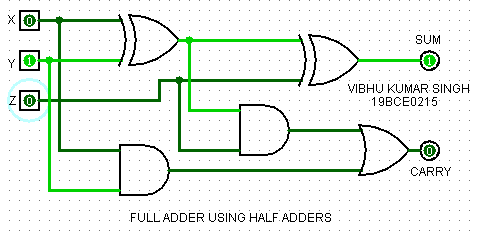 X
0
Y
1
Z
0
SUM
1
VIBHU KUMAR SINGH
19BCE0215
0
CARRY
FULL ADDER USING HALF ADDERS